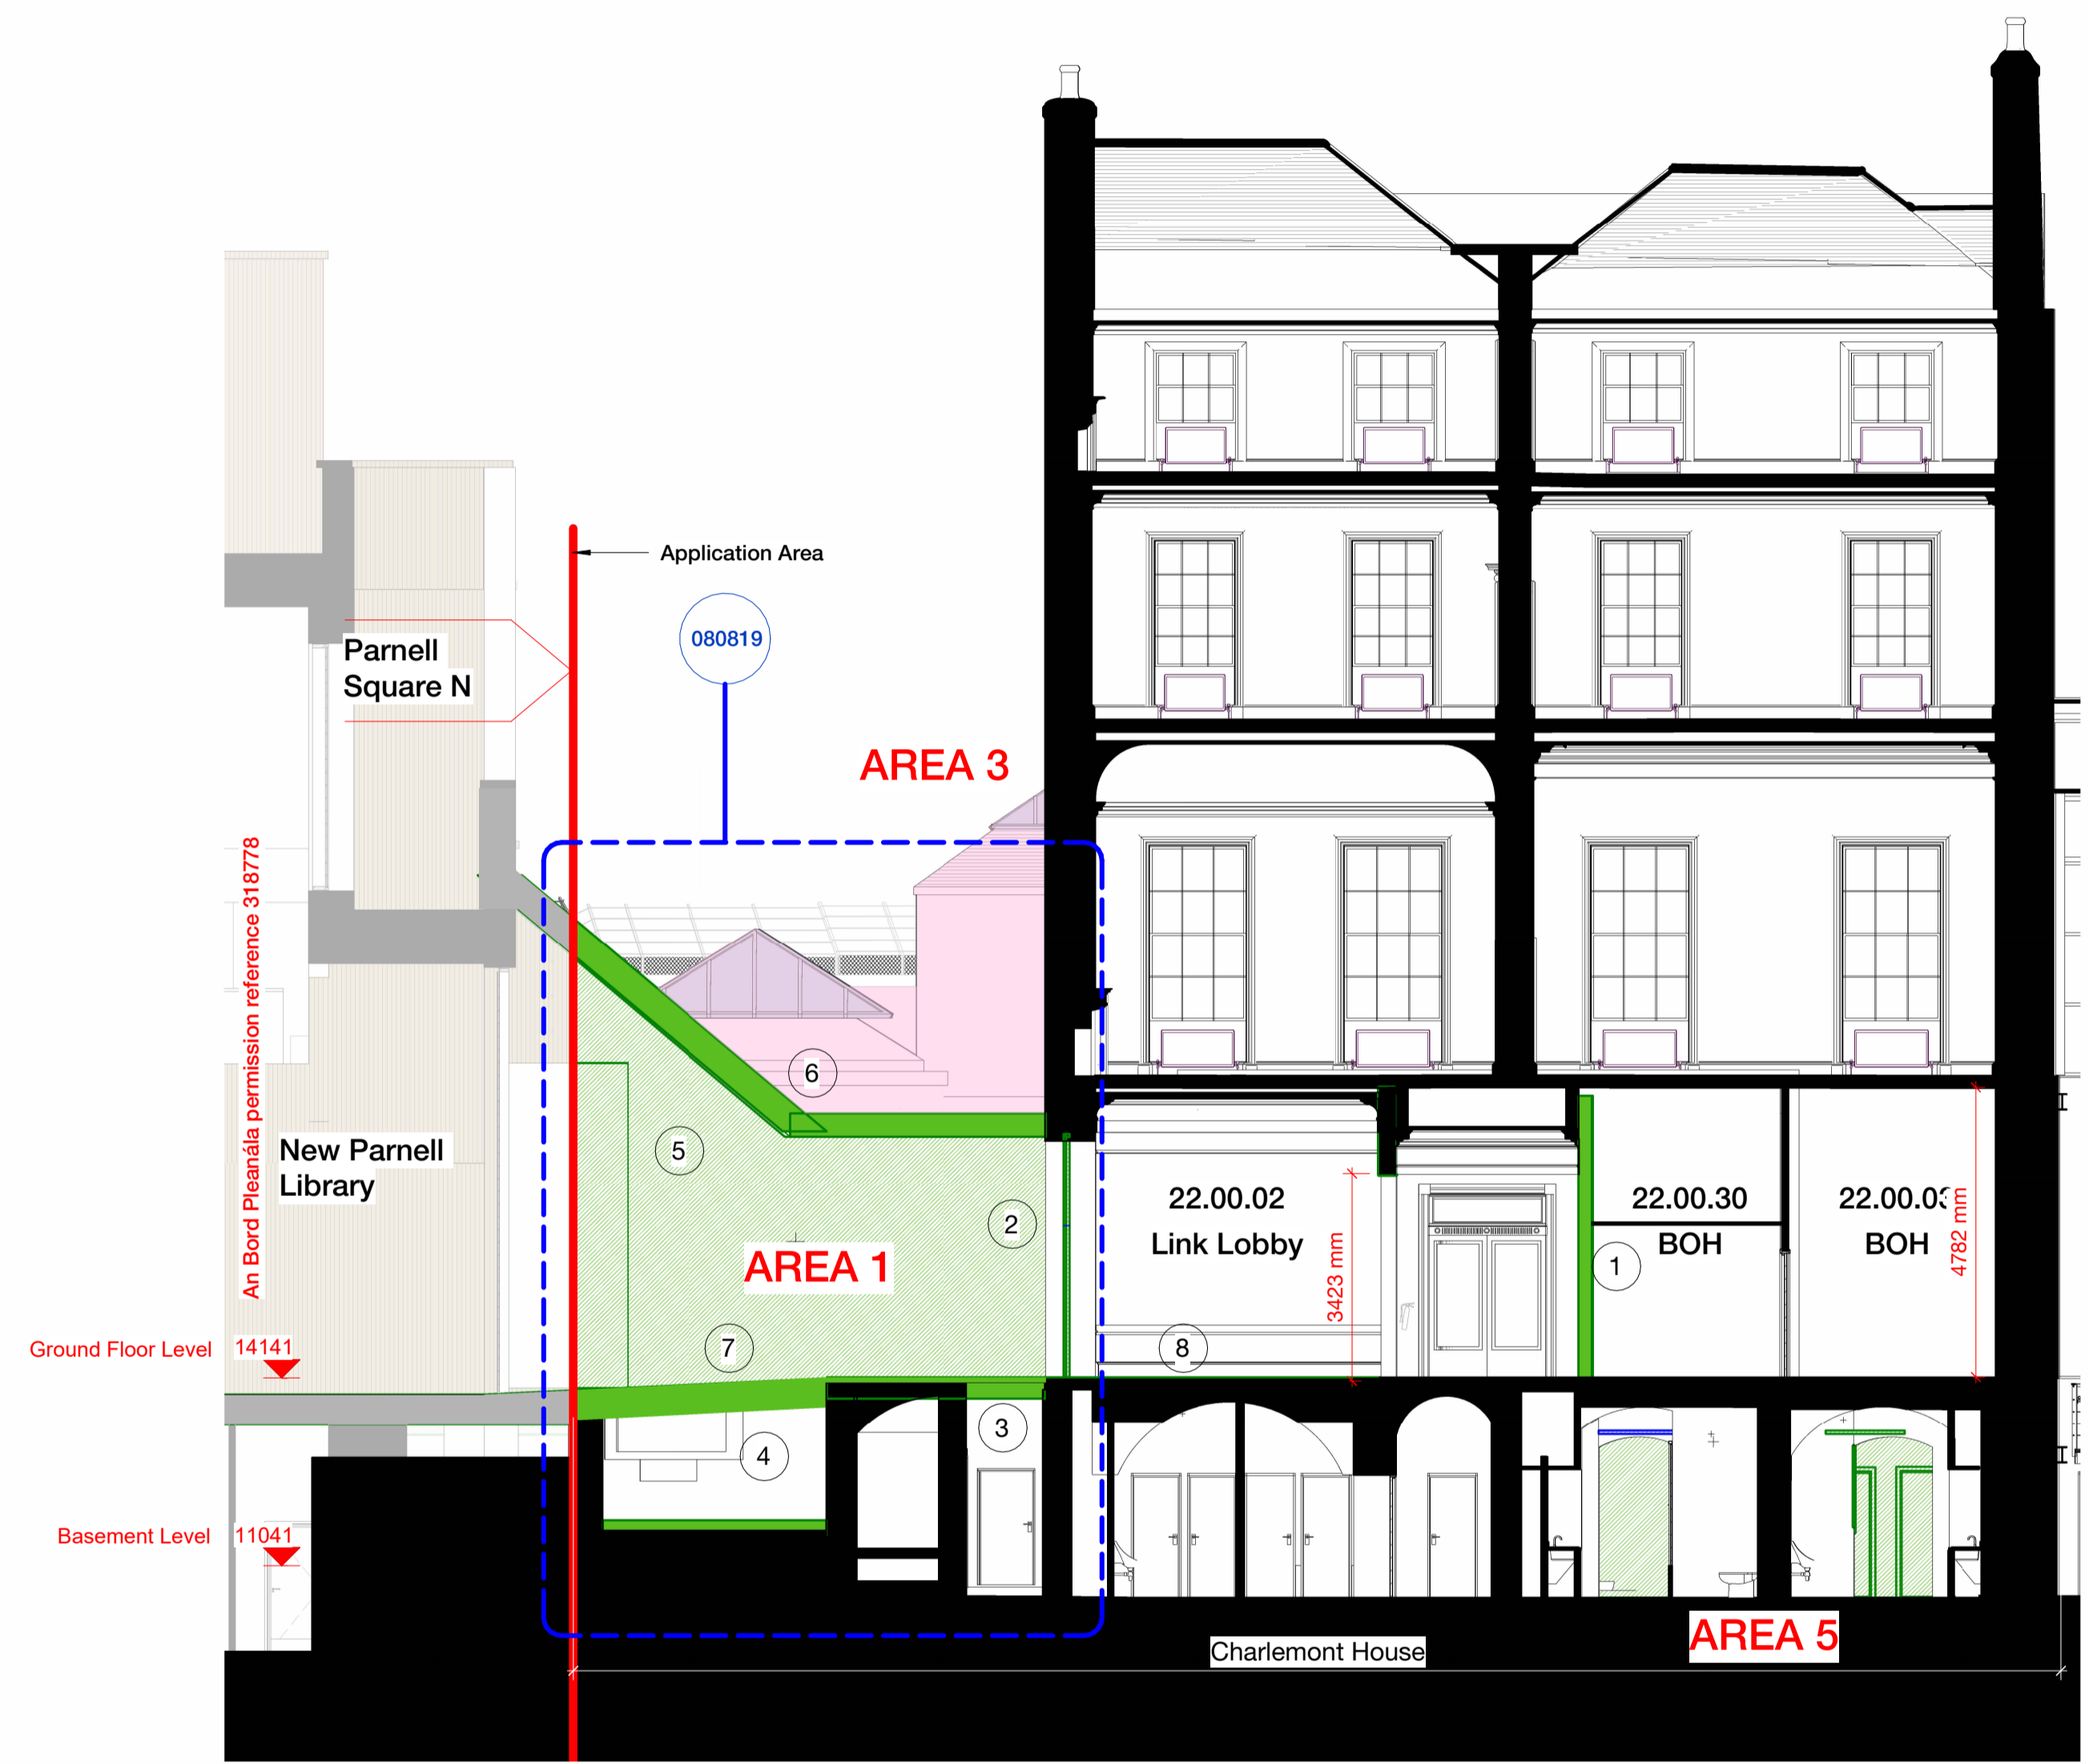 Application Area
080819
Parnell
Square N
AREA 3
An Bord Pleanála permission reference 318778
6
5
New Parnell
Library
2
22.00.02
Link Lobby
3423 mm
22.00.30
BOH
1
BOH
4782 mm
AREA 1
7
8
Ground Floor Level 14141
3
4
Basement Level 11041
Charlemont House
AREA 5